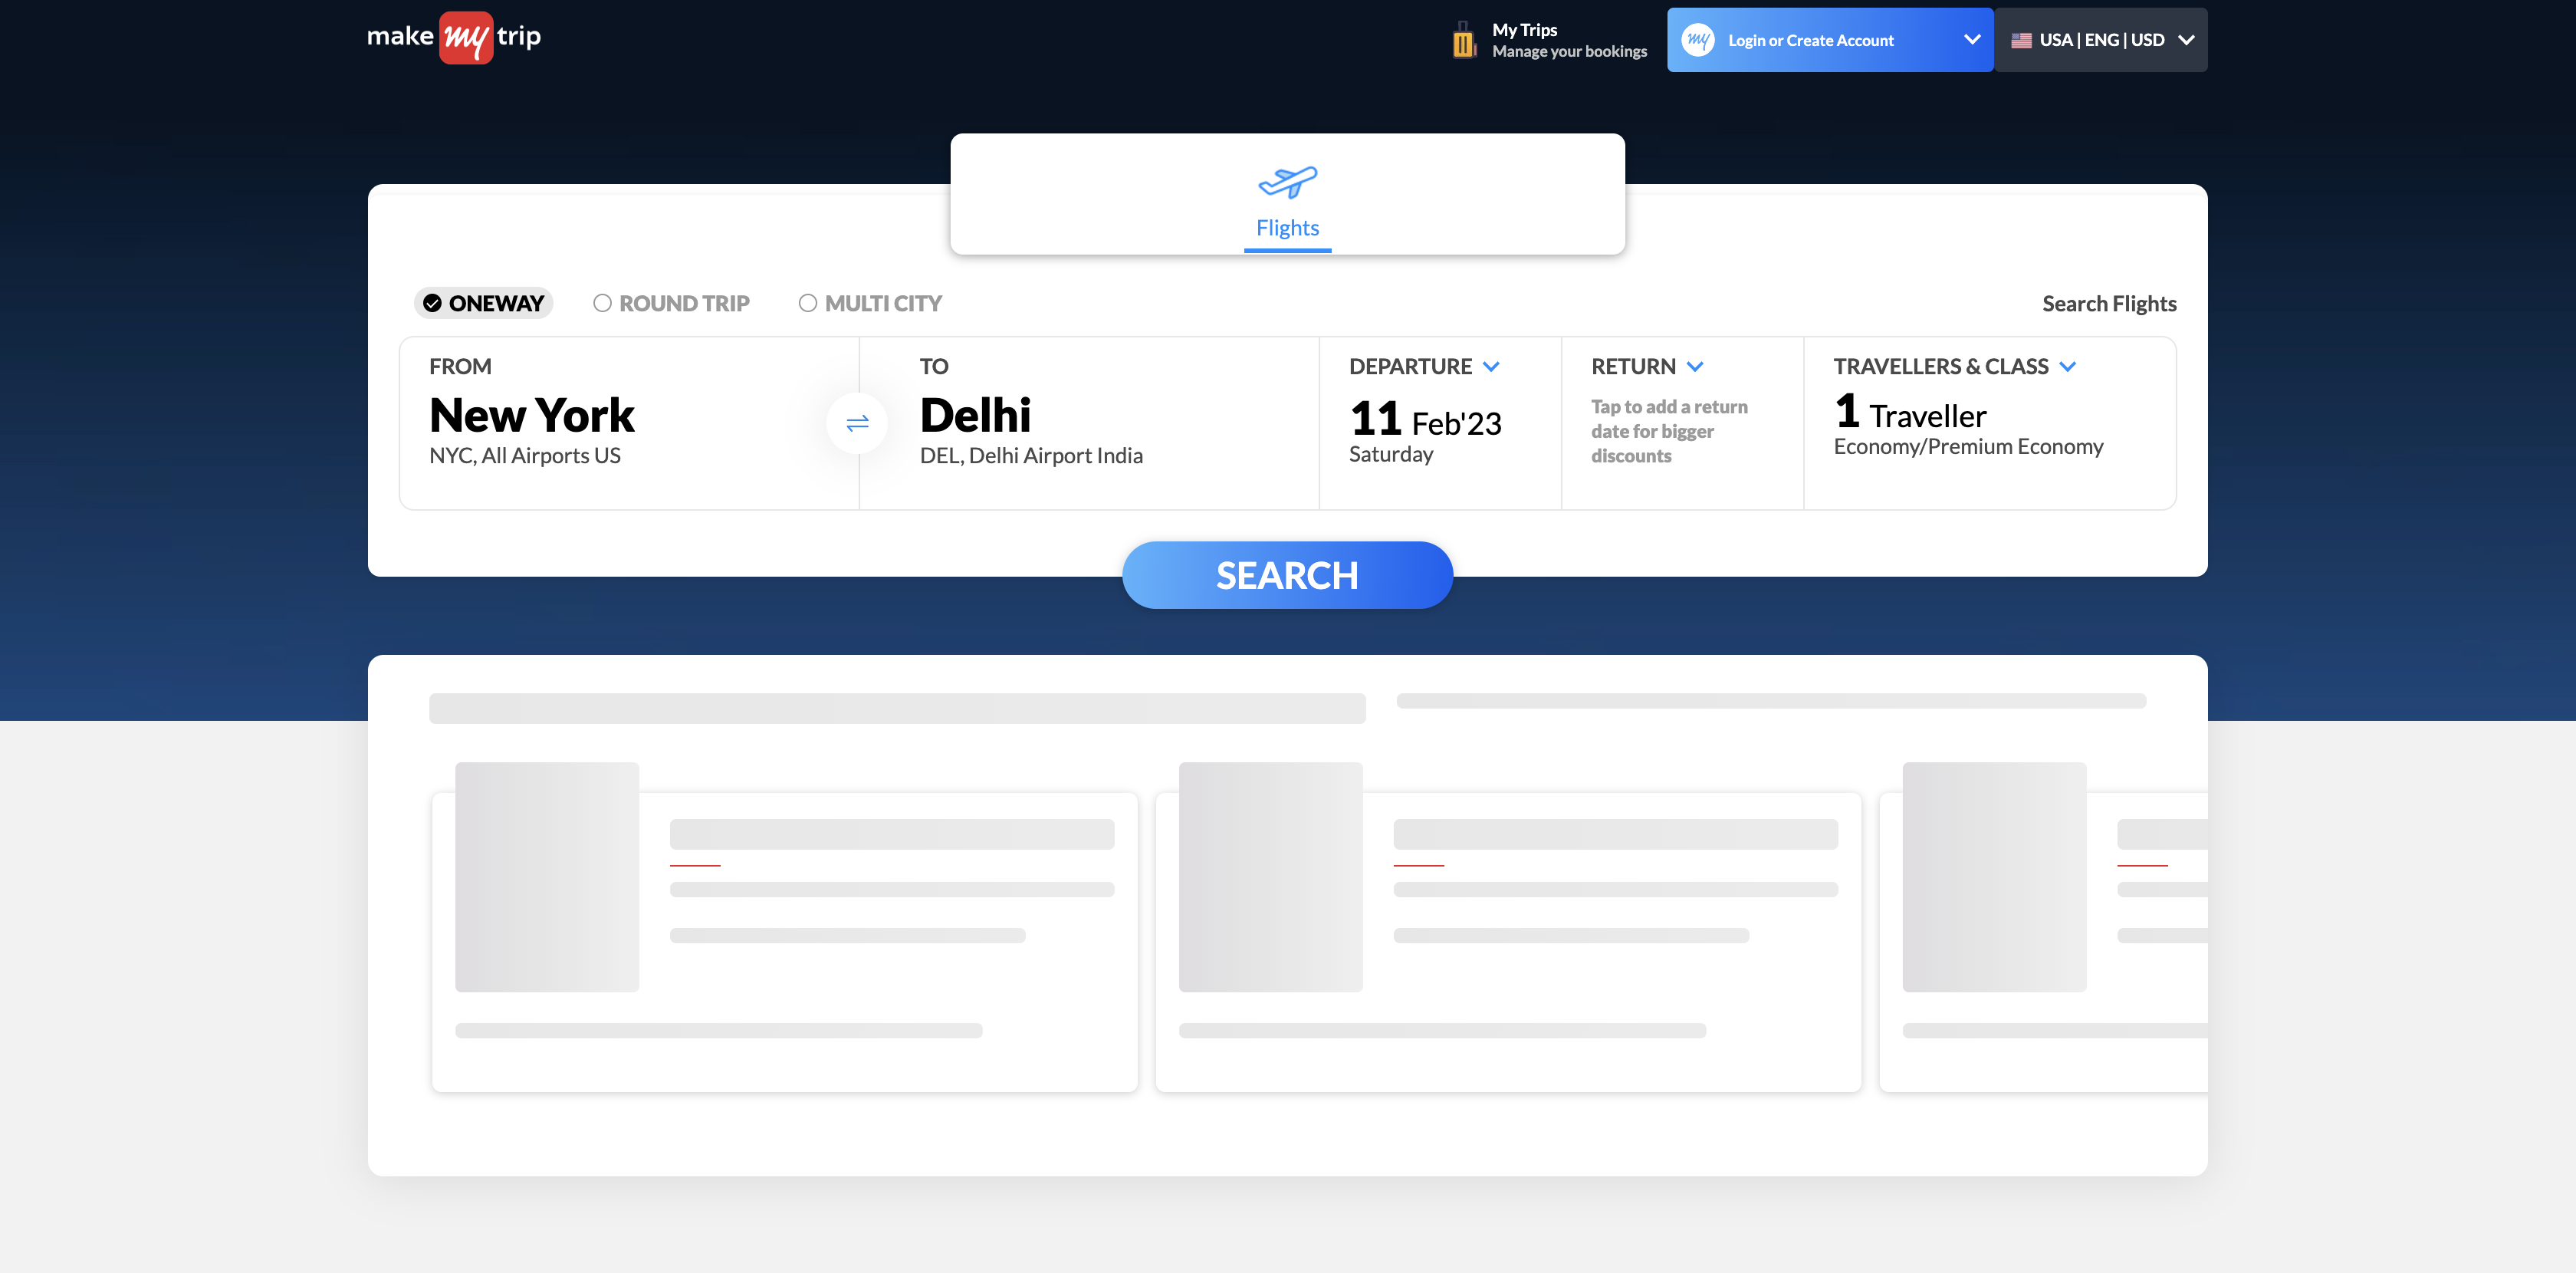 make my trip
My Trips
Manage your bookings
my
Login or Create Account
USA | ENG | USD
Flights
ONEWAY
ROUND TRIP
MULTI CITY
Search Flights
FROM
New York
NYC, All Airports US
TO
Delhi
DEL, Delhi Airport India
DEPARTURE
11 Feb'23
Saturday
RETURN
Tap to add a return
date for bigger
discounts
TRAVELLERS & CLASS
1 Traveller
Economy/Premium Economy
SEARCH